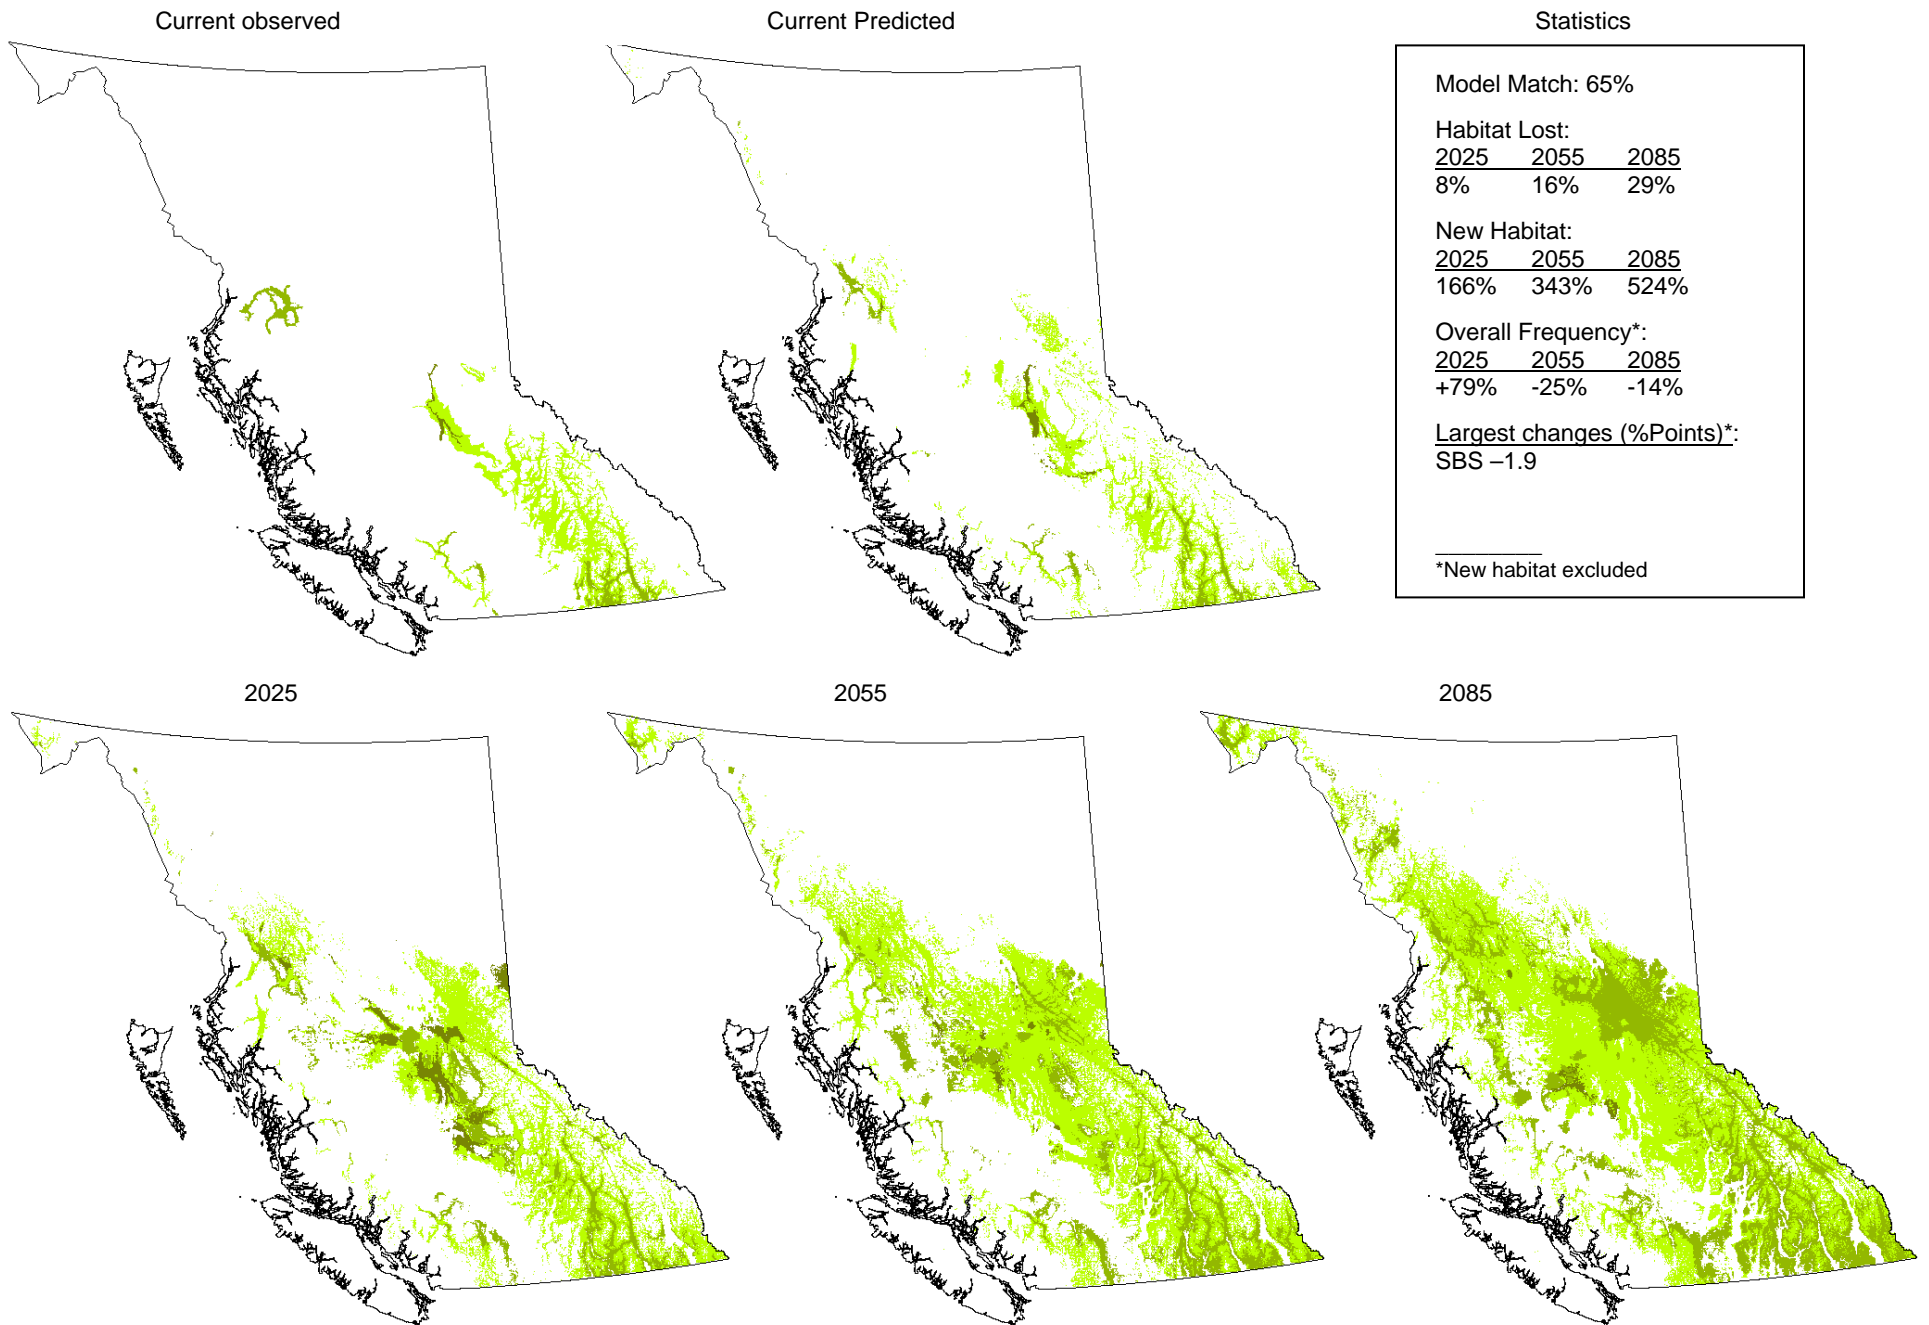 Current observed
Current Predicted
Statistics
Model Match: 65%
Habitat Lost:
2025 2055 2085
8% 16% 29%
New Habitat:
2025 2055 2085
166% 343% 524%
Overall Frequency*:
2025 2055 2085
+79% -25% -14%
Largest changes (%Points)*:
SBS –1.9
*New habitat excluded
2025
2055
2085